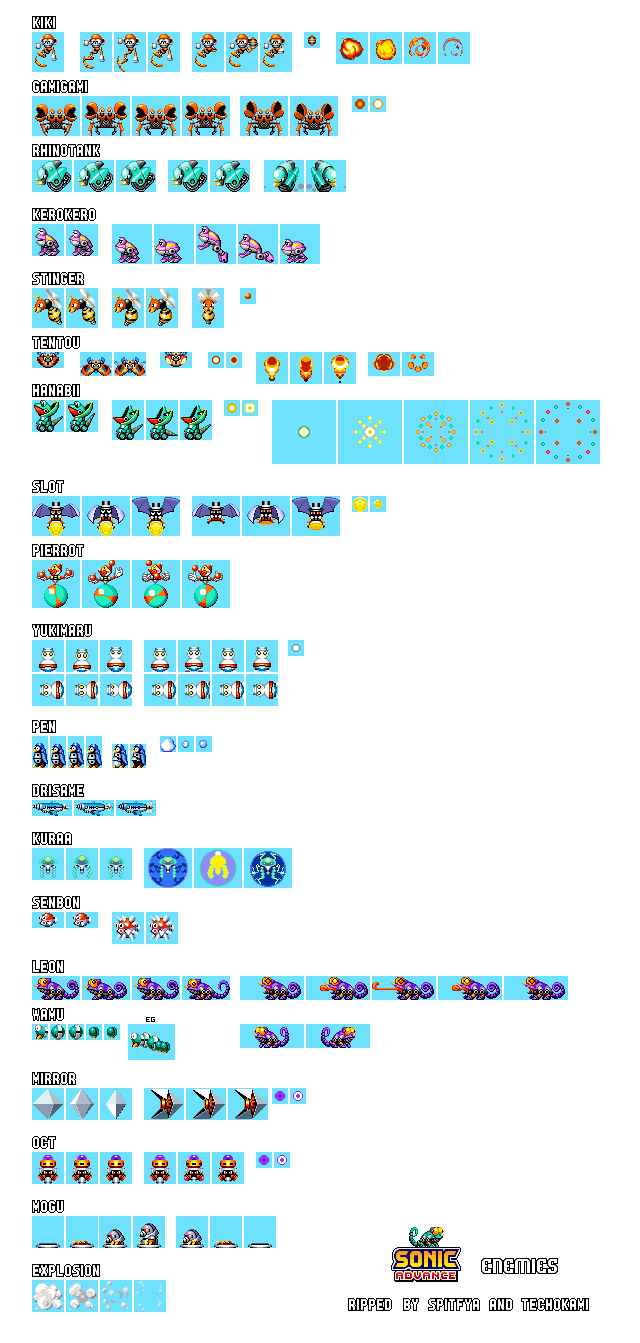 KIKI
GAMIGAMI
RHINOTANK
KEROKERO
STINGER
TENTOU
HANABII
SLOT
PIERROT
YUKIMARU
PEN
DRISAME
KURAA
SENBON
LEON
WAMU
EG
MIRROR
OCT
MOGU
EXPLOSION
SONIC
ADVANCE
ENEMIES
RIPPED BY SPITFYA AND TECHOKAMI